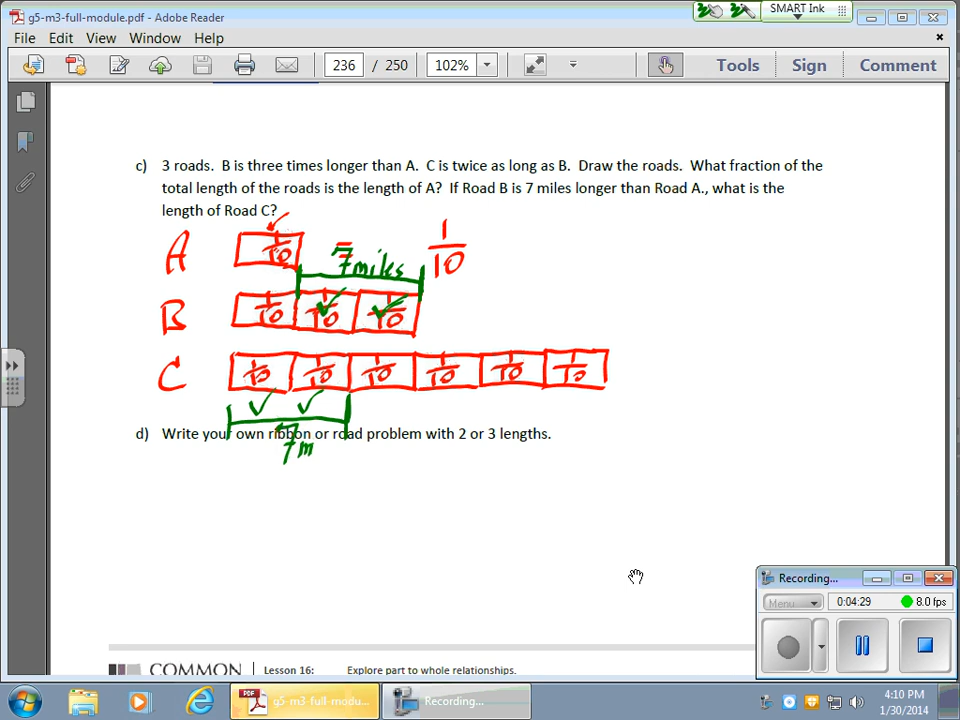 g5-m3-full-module.pdf - Adobe Reader
SMART Ink
File Edit View Window Help
236 / 250 102% Tools Sign Comment
c) 3 roads. B is three times longer than A. C is twice as long as B. Draw the roads. What fraction of the
total length of the roads is the length of A? If Road B is 7 miles longer than Road A., what is the
length of Road C?
A 1/10 = 1/10
7miles
B 1/10 1/10 1/10
C 1/10 1/10 1/10 1/10 1/10 1/10
d) Write your own ribbon or road problem with 2 or 3 lengths.
7m
Recording...
Menu 0:04:29 8.0 fps
COMMON Lesson 16: Explore part to whole relationships.
g5-m3-full-modu... Recording... 4:10 PM
1/30/2014